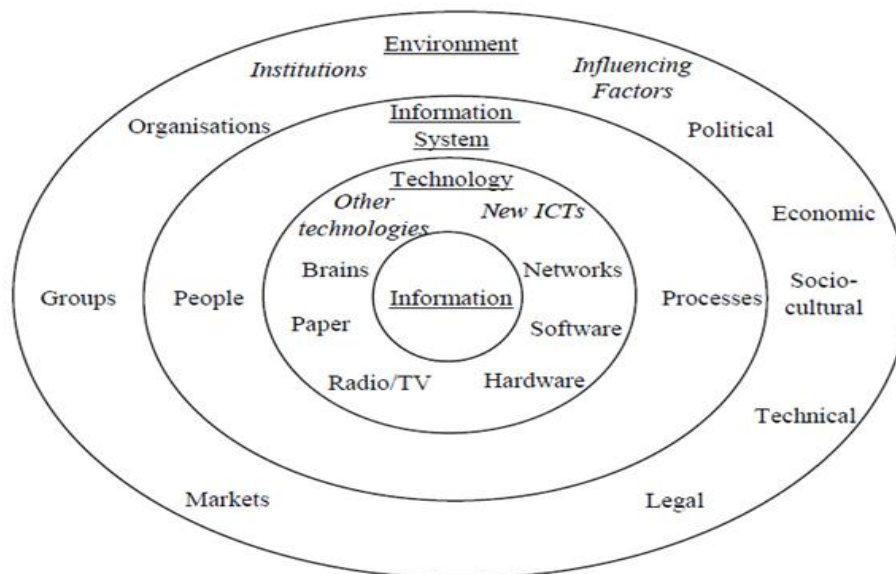 Environment
Institutions
Influencing
Factors
Organisations
Information
System
Political
Technology
Other
technologies
New ICTs
Economic
Brains
Networks
Groups
People
Information
Processes
Socio-
cultural
Paper
Software
Radio/TV
Hardware
Technical
Markets
Legal